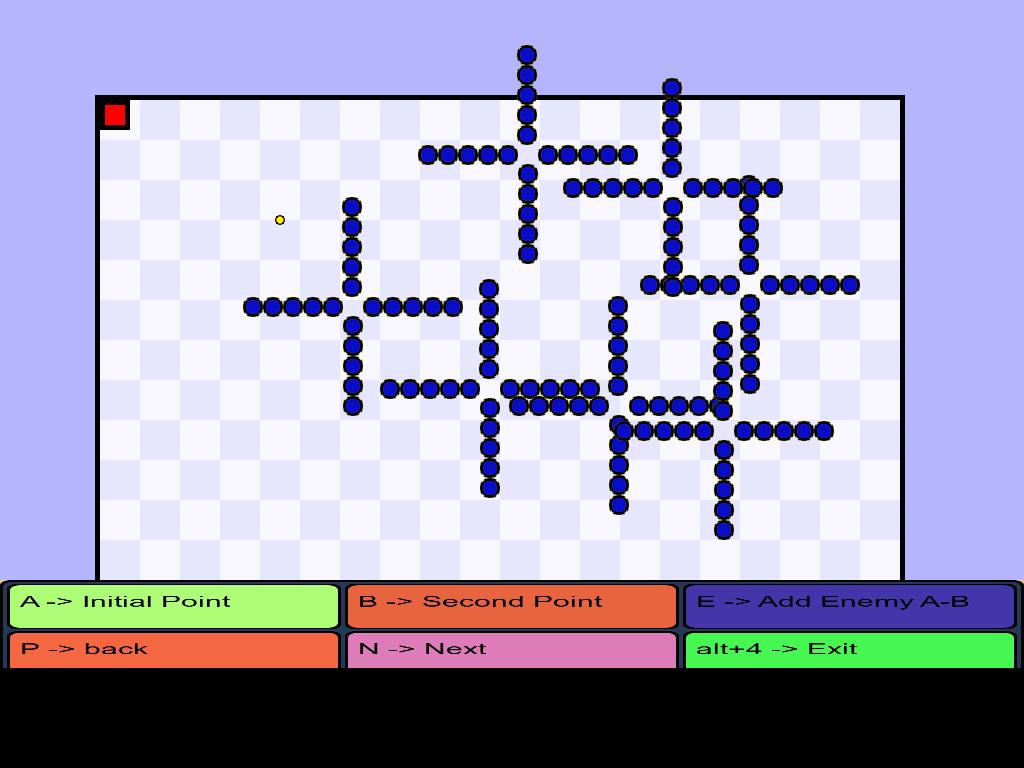 A -> Initial Point
B -> Second Point
E -> Add Enemy A-B
P -> back
N -> Next
alt+4 -> Exit